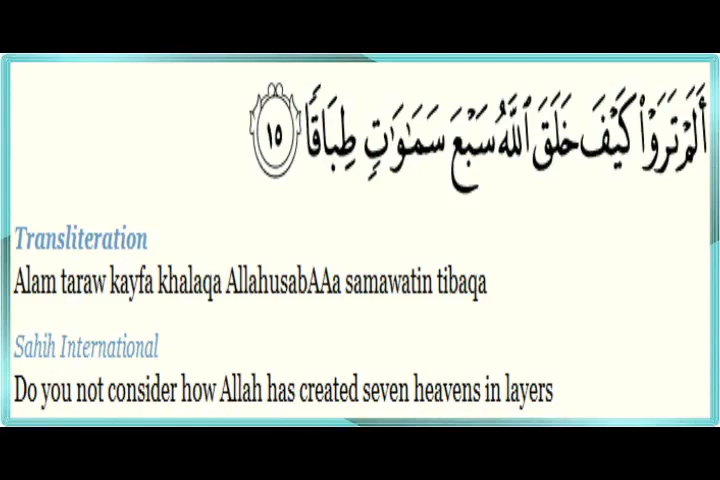 أَلَمْ تَرَوْا۟ كَيْفَ خَلَقَ ٱللَّهُ سَبْعَ سَمَـٰوَٰتٍ طِبَاقًا ١٥
Transliteration
Alam taraw kayfa khalaqa AllahusabAAa samawatin tibaqa
Sahih International
Do you not consider how Allah has created seven heavens in layers